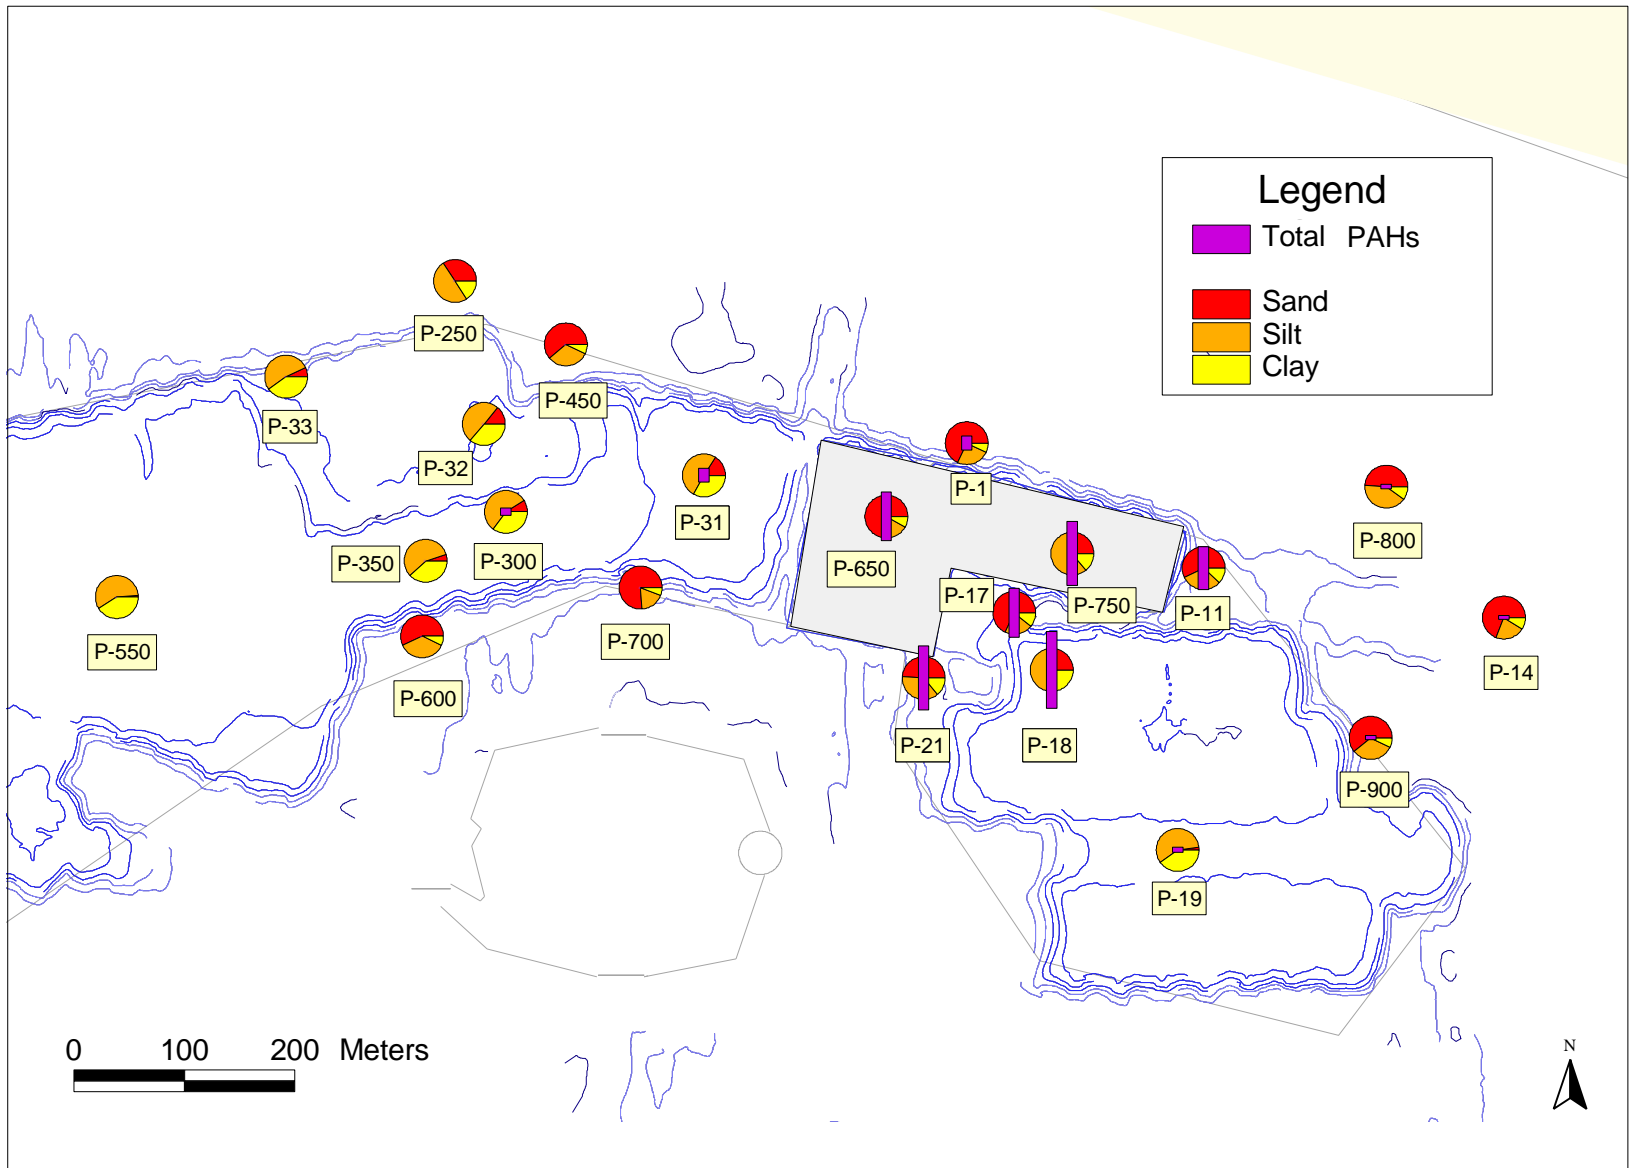 Legend
Total PAHs
Sand
Silt
Clay
P-250
P-450
P-33
P-32
P-31
P-1
P-300
P-350
P-650
P-800
P-17
P-750
P-11
P-550
P-700
P-600
P-14
P-21
P-18
P-900
P-19
0 100 200 Meters
N